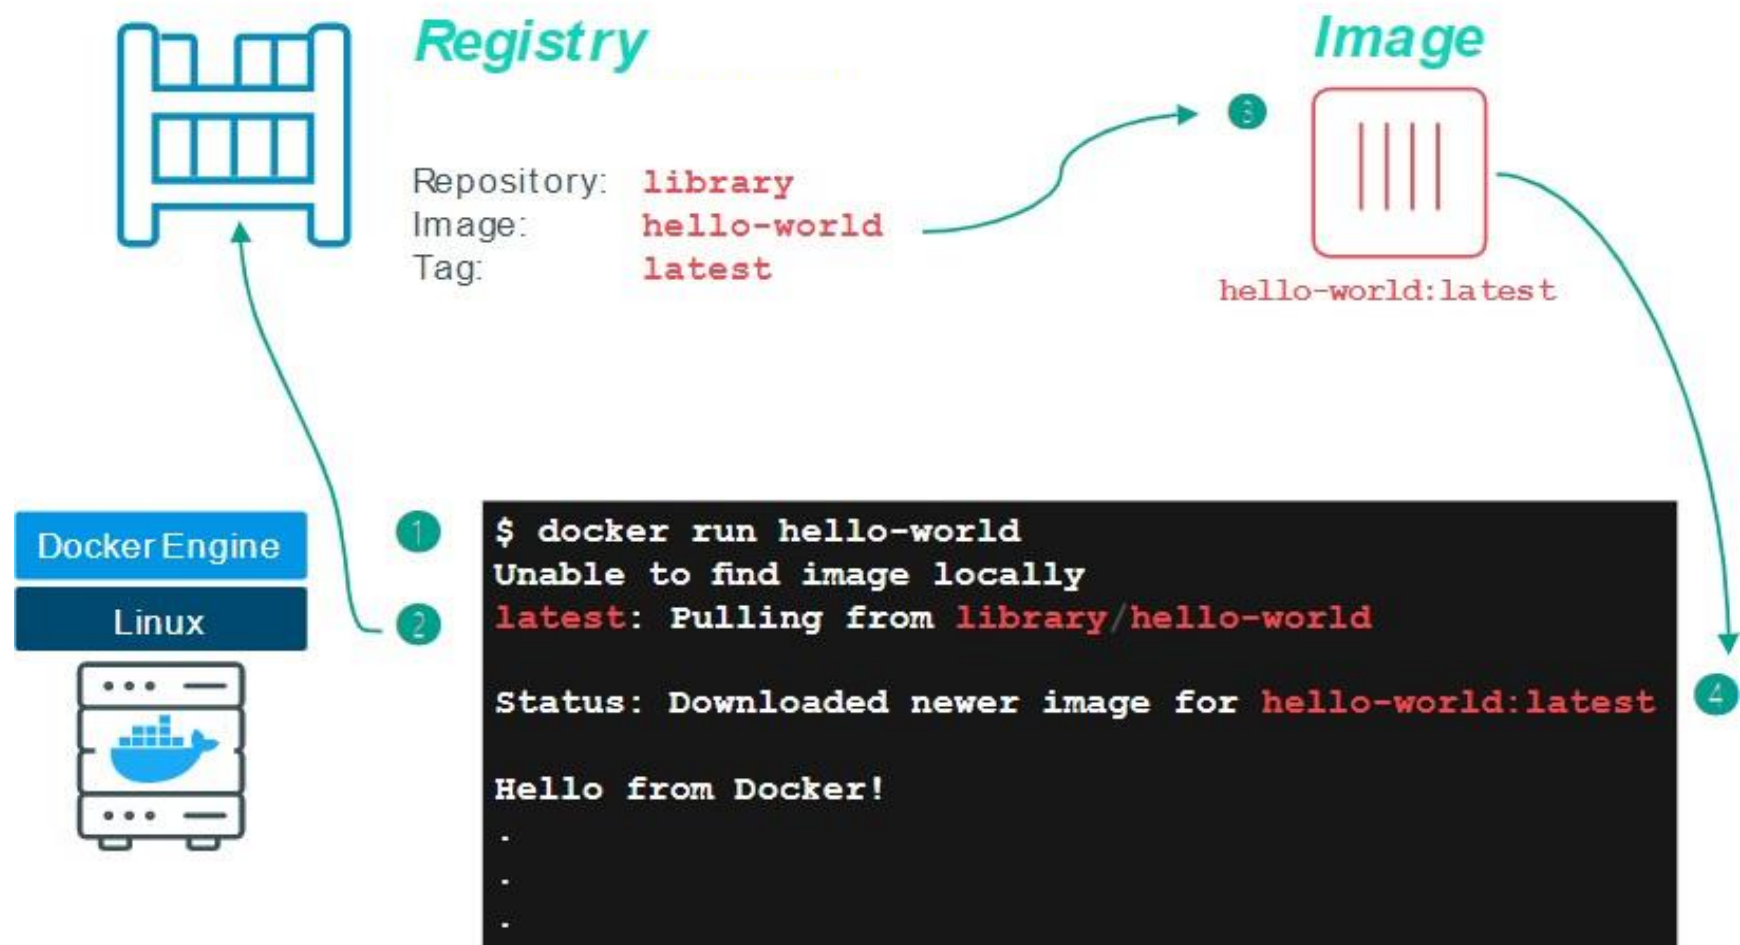 Registry
Image
3
Repository: library
Image: hello-world
Tag: latest
hello-world:latest
Docker Engine
Linux
1
$ docker run hello-world
Unable to find image locally
2
latest: Pulling from library/hello-world
Status: Downloaded newer image for hello-world:latest
4
Hello from Docker!
.
.
.